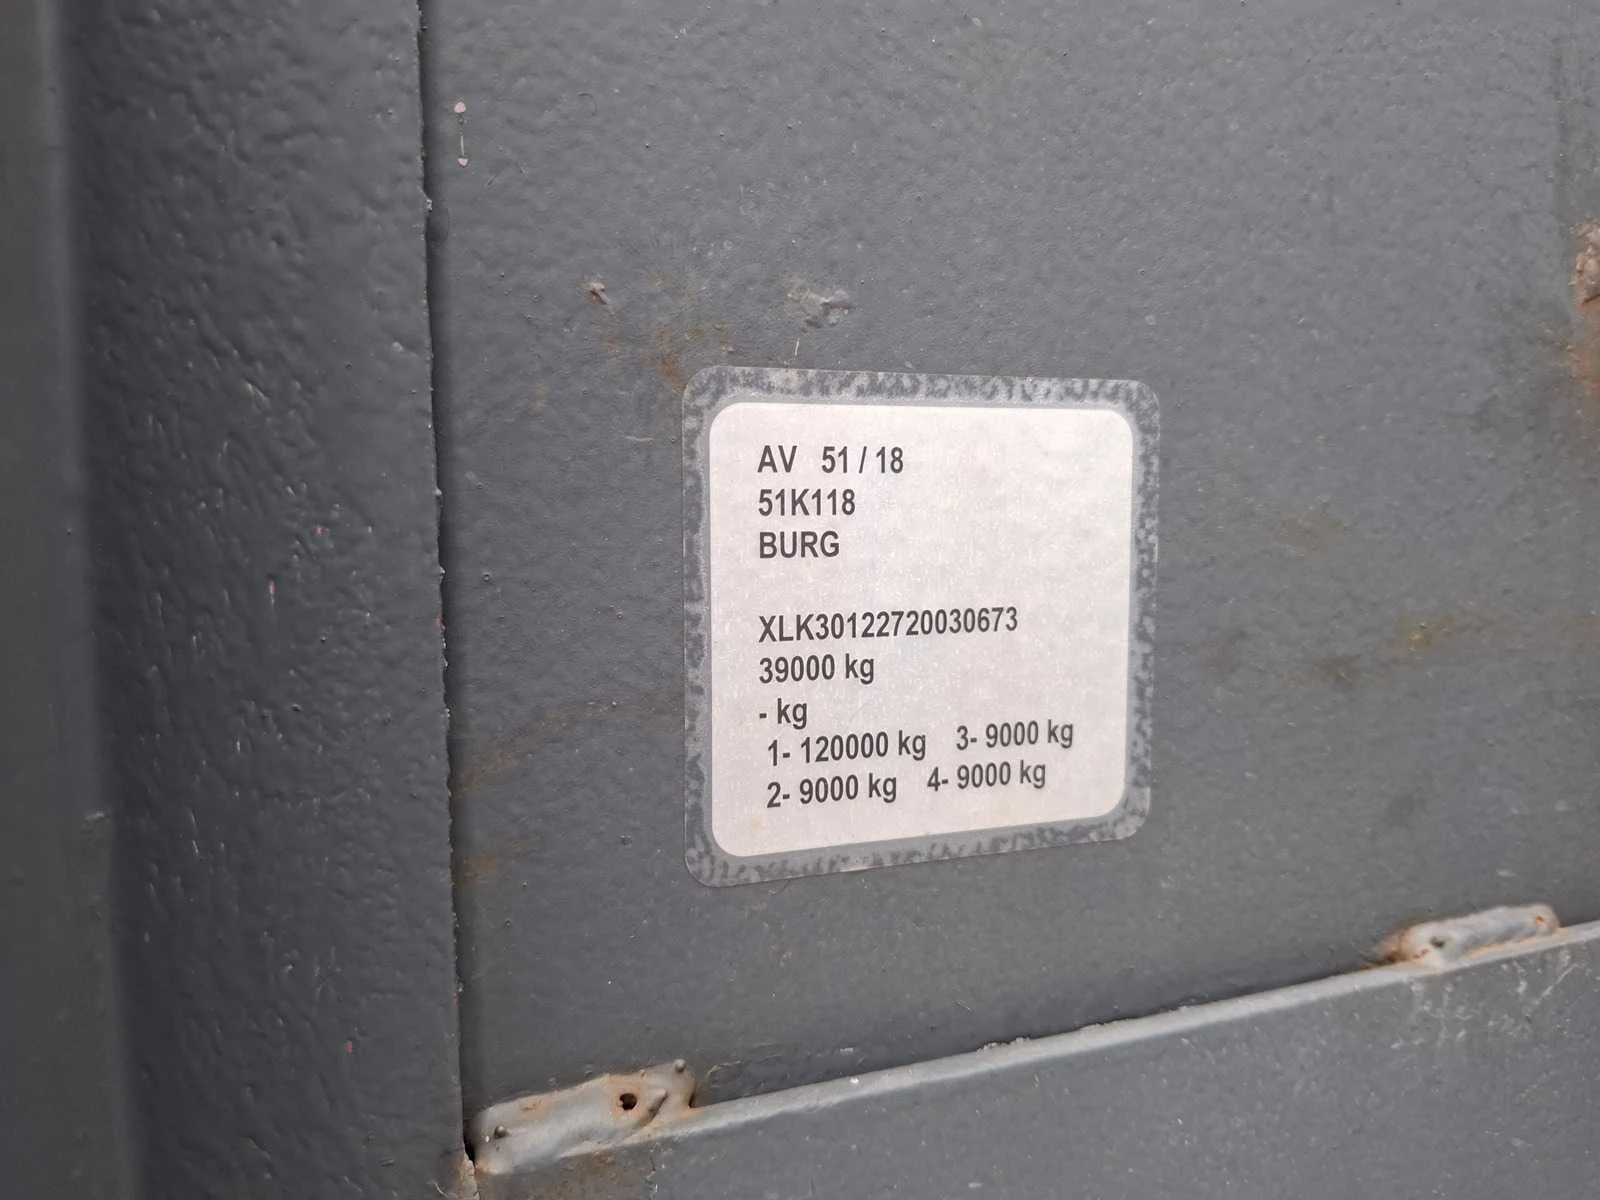 AV 51 / 18
51K118
BURG
XLK30122720030673
39000 kg
- kg
1- 120000 kg 3- 9000 kg
2- 9000 kg 4- 9000 kg